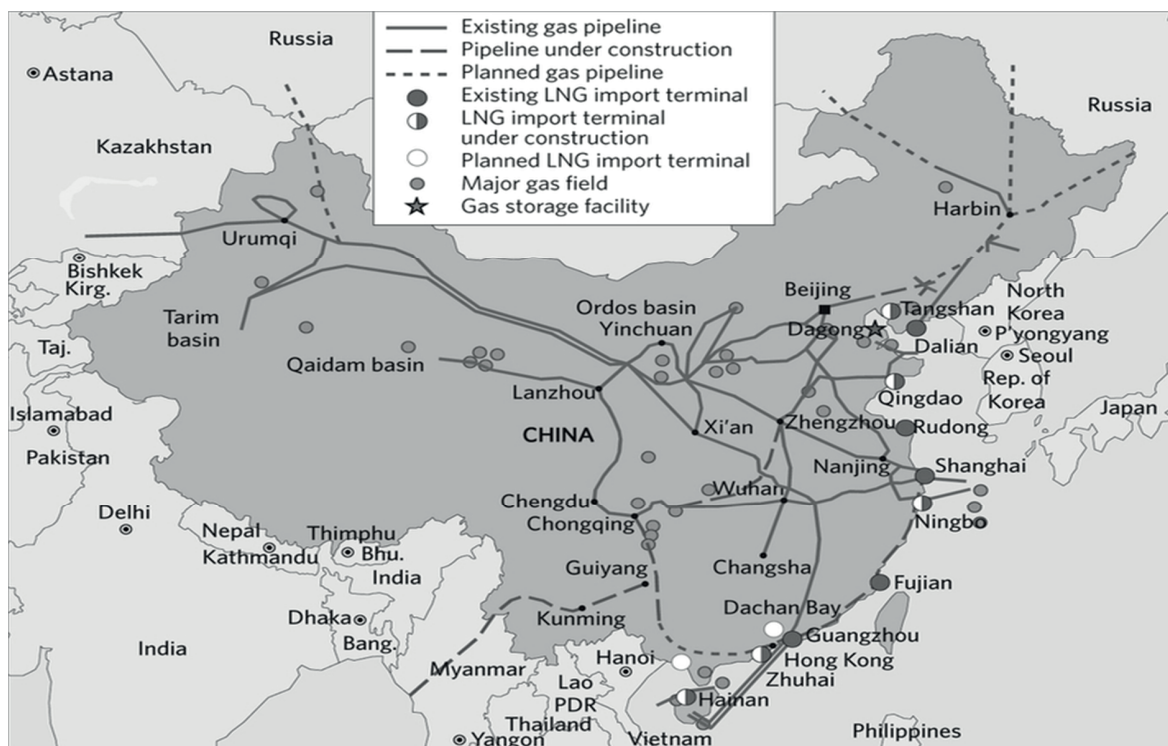 Existing gas pipeline
Pipeline under construction
Planned gas pipeline
Existing LNG import terminal
LNG import terminal
under construction
Planned LNG import terminal
Major gas field
Gas storage facility
Russia
Astana
Kazakhstan
Russia
Harbin
Urumqi
Bishkek
Kirg.
Tarim
basin
Taj.
Qaidam basin
Ordos basin
Yinchuan
Beijing
Dagong
Tangshan
Dalian
North
Korea
P'yongyang
Seoul
Rep. of
Korea
Japan
Lanzhou
Qingdao
Islamabad
Pakistan
CHINA
Xi'an
Zhengzhou
Rudong
Nanjing
Shanghai
Chengdu
Chongqing
Wuhan
Ningbo
Delhi
Nepal
Kathmandu
Thimphu
Bhu.
India
Guiyang
Changsha
Fujian
Dhaka
Bang.
Kunming
Dachan Bay
Guangzhou
India
Myanmar
Hanoi
Hong Kong
Zhuhai
Lao
PDR
Hainan
Thailand
Yangon
Vietnam
Philippines